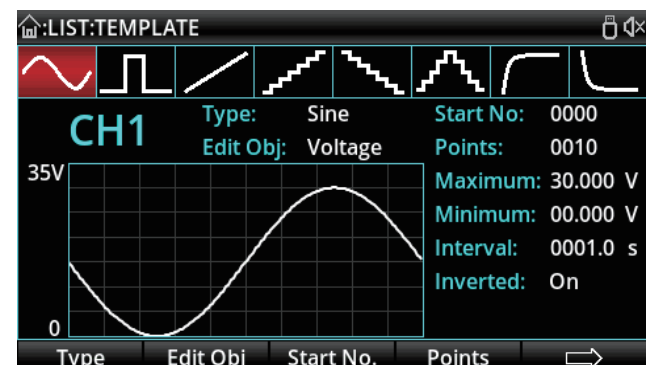 :LIST:TEMPLATE
CH1
Type: Sine
Edit Obj: Voltage
Start No: 0000
Points: 0010
Maximum: 30.000 V
Minimum: 00.000 V
Interval: 0001.0 s
Inverted: On
35V
0
Type Edit Obj Start No. Points